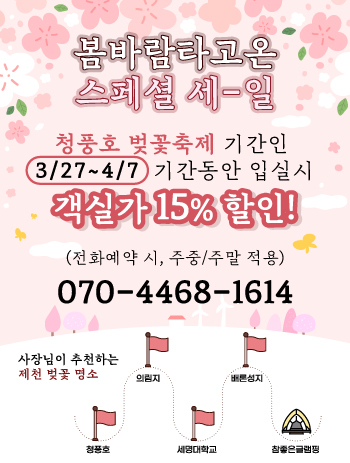 봄바람타고온
스페셜 세-일
청풍호 벚꽃축제 기간인
3/27~4/7 기간동안 입실시
객실가 15% 할인!
(전화예약 시, 주중/주말 적용)
070-4468-1614
사장님이 추천하는
제천 벚꽃 명소
의림지
배론성지
청풍호
세명대학교
참좋은글램핑